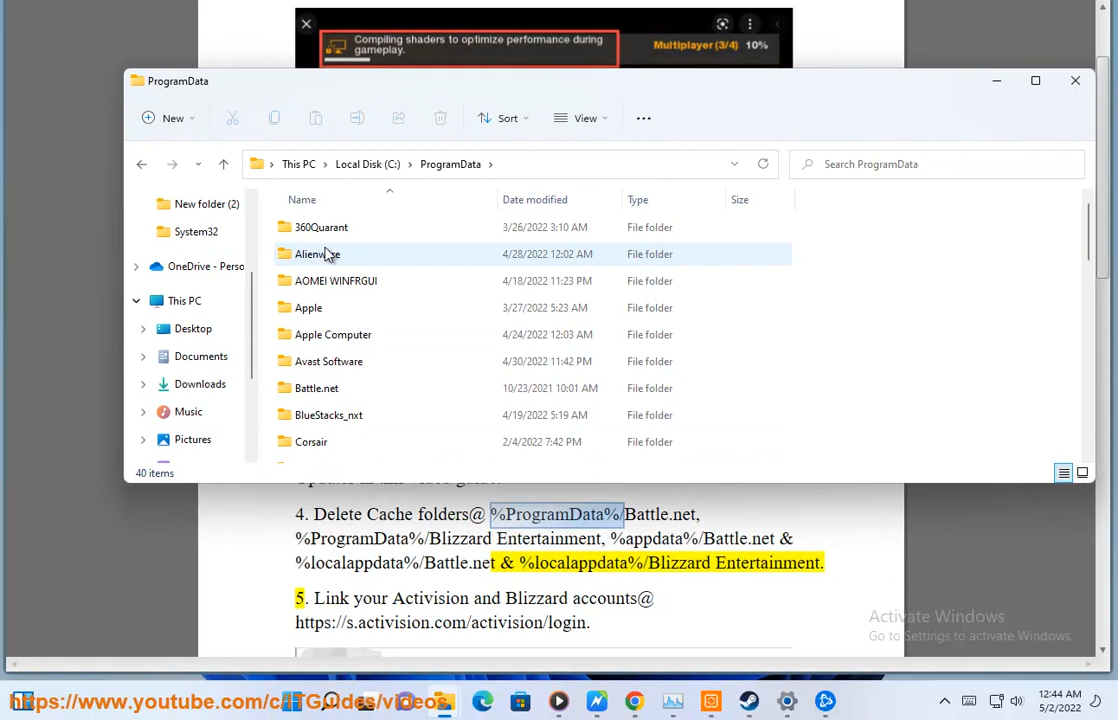 Compiling shaders to optimize performance during
gameplay.
Multiplayer (3/4) 10%
ProgramData
New
Sort
View
This PC > Local Disk (C:) > ProgramData >
Search ProgramData
Name
Date modified
Type
Size
New folder (2)
System32
OneDrive - Perso
This PC
Desktop
Documents
Downloads
Music
Pictures
360Quarant 3/26/2022 3:10 AM File folder
4/28/2022 12:02 AM File folder
AOMEI WINFRGUI 4/18/2022 11:23 PM File folder
Apple 3/27/2022 5:23 AM File folder
Apple Computer 4/24/2022 12:03 AM File folder
Avast Software 4/30/2022 11:42 PM File folder
Battle.net 10/23/2021 10:01 AM File folder
BlueStacks_nxt 4/19/2022 5:19 AM File folder
Corsair 2/4/2022 7:42 PM File folder
40 items
4. Delete Cache folders@ %ProgramData%/Battle.net,
%ProgramData%/Blizzard Entertainment, %appdata%/Battle.net &
%localappdata%/Battle.net & %localappdata%/Blizzard Entertainment.
5. Link your Activision and Blizzard accounts@
https://s.activision.com/activision/login.
Activate Windows
Go to Settings to activate Windows.
https://www.youtube.com/c/ITGuides/videos
12:44 AM
5/2/2022